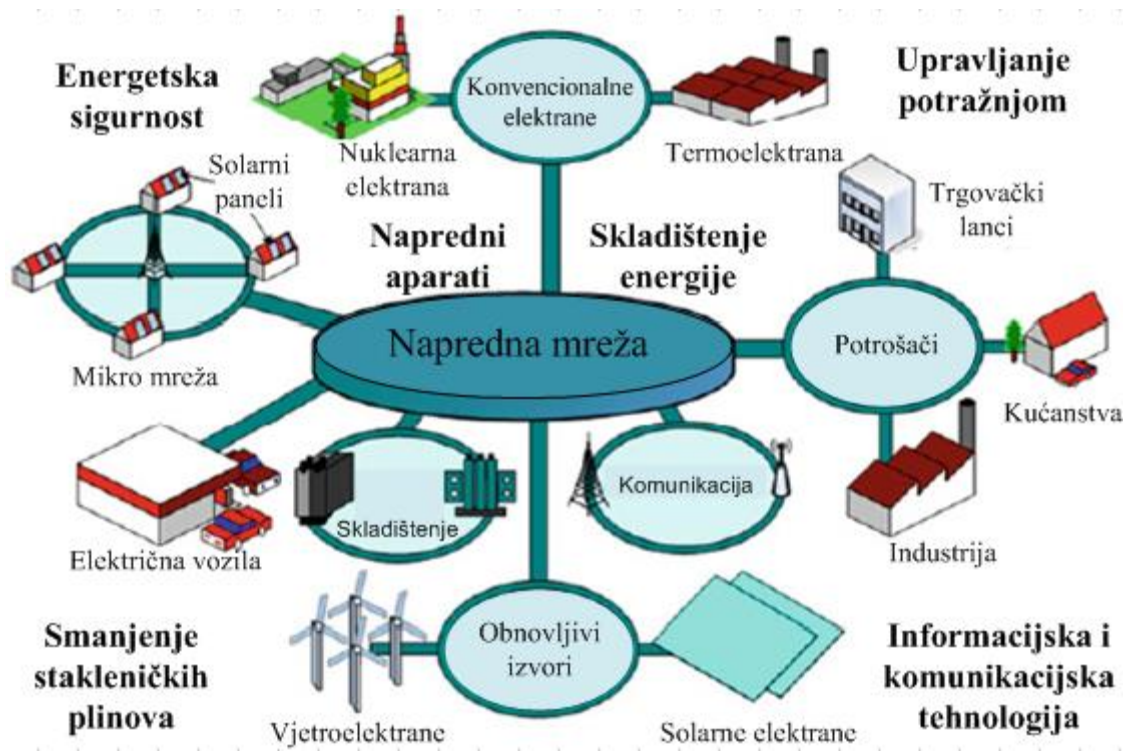 Energetska
sigurnost
Konvencionalne
elektrane
Upravljanje
potražnjom
Nuklearna
elektrana
Termoelektrana
Solarni
paneli
Trgovački
lanci
Napredni
aparati
Skladištenje
energije
Napredna mreža
Potrošači
Mikro mreža
Kućanstva
Skladištenje
Komunikacija
Električna vozila
Industrija
Smanjenje
stakleničkih
plinova
Obnovljivi
izvori
Informacijska i
komunikacijska
tehnologija
Vjetroelektrane
Solarne elektrane